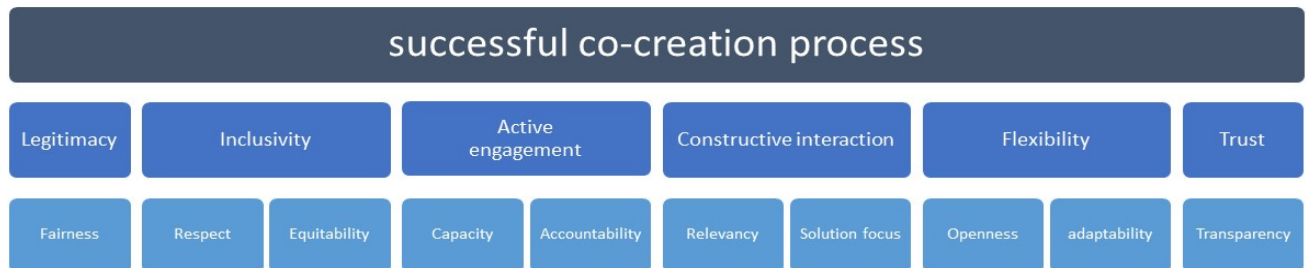 successful co-creation process
Legitimacy
Inclusivity
Active
engagement
Constructive interaction
Flexibility
Trust
Fairness
Respect
Equitability
Capacity
Accountability
Relevancy
Solution focus
Openness
adaptability
Transparency